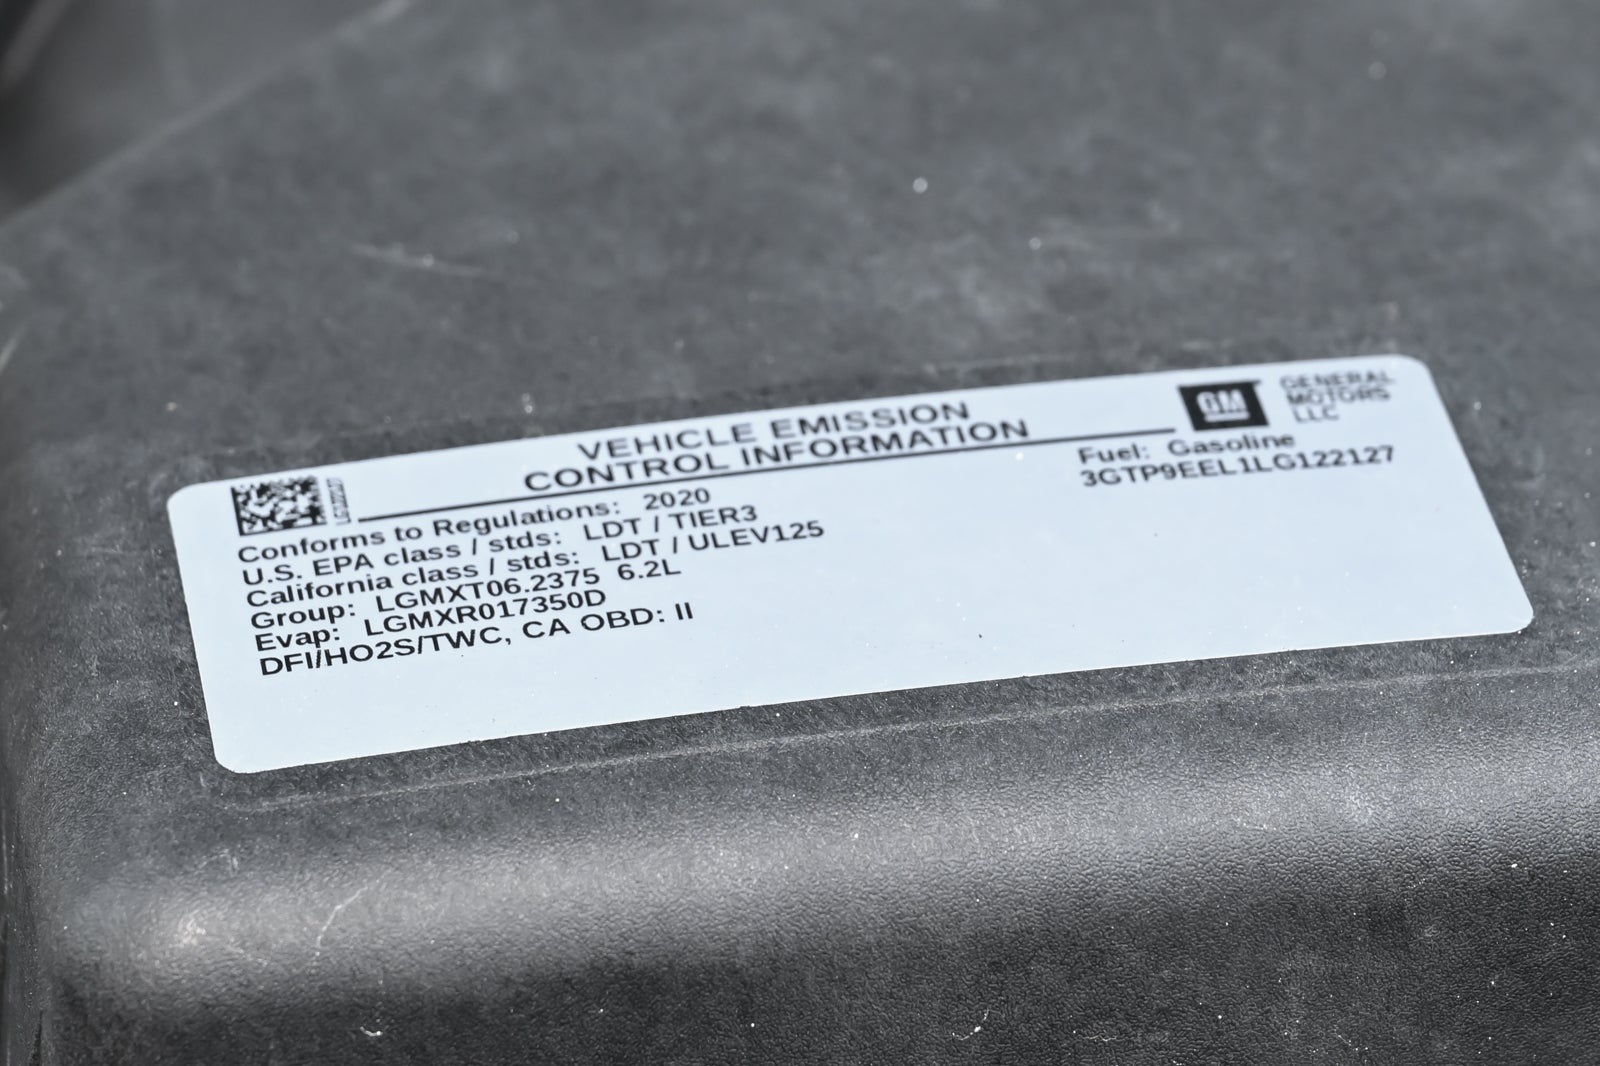 VEHICLE EMISSION
CONTROL INFORMATION
GM
GENERAL
MOTORS
LLC
LG122127
Fuel: Gasoline
3GTP9EEL1LG122127
Conforms to Regulations: 2020
U.S. EPA class / stds: LDT / TIER3
California class / stds: LDT / ULEV125
Group: LGMXT06.2375 6.2L
Evap: LGMXR017350D
DFI/HO2S/TWC, CA OBD: II